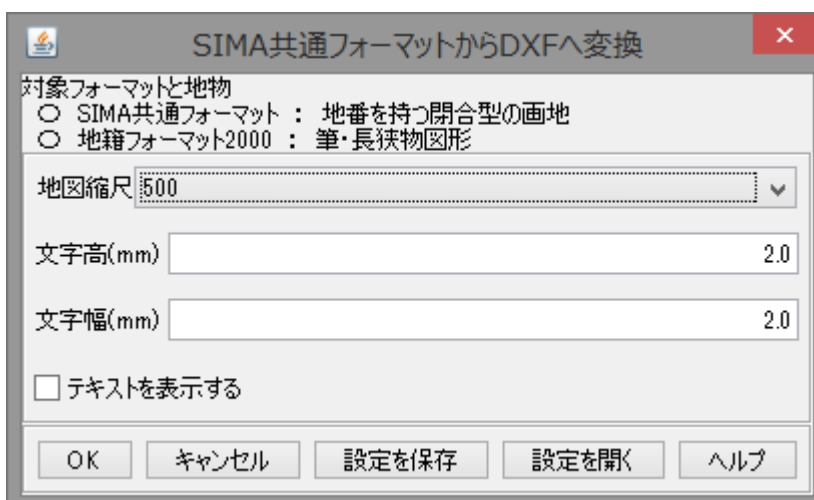 SIMA共通フォーマットからDXFへ変換
対象フォーマットと地物
○ SIMA共通フォーマット : 地番を持つ閉合型の画地
○ 地籍フォーマット2000 : 筆・長狭物図形
地図縮尺 500
文字高(mm) 2.0
文字幅(mm) 2.0
テキストを表示する
OK キャンセル 設定を保存 設定を開く ヘルプ